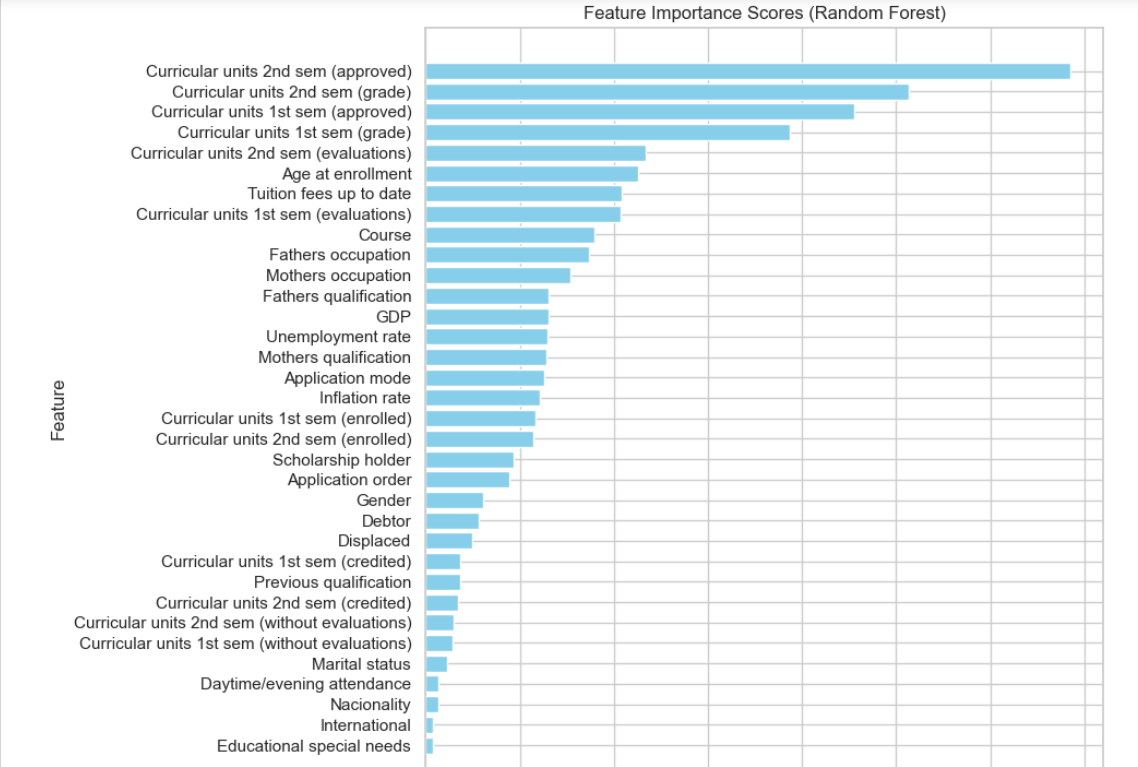 Feature Importance Scores (Random Forest)
Curricular units 2nd sem (approved)
Curricular units 2nd sem (grade)
Curricular units 1st sem (approved)
Curricular units 1st sem (grade)
Curricular units 2nd sem (evaluations)
Age at enrollment
Tuition fees up to date
Curricular units 1st sem (evaluations)
Course
Fathers occupation
Mothers occupation
Fathers qualification
GDP
Unemployment rate
Mothers qualification
Application mode
Inflation rate
Curricular units 1st sem (enrolled)
Curricular units 2nd sem (enrolled)
Scholarship holder
Application order
Gender
Debtor
Displaced
Curricular units 1st sem (credited)
Previous qualification
Curricular units 2nd sem (credited)
Curricular units 2nd sem (without evaluations)
Curricular units 1st sem (without evaluations)
Marital status
Daytime/evening attendance
Nacionality
International
Educational special needs
Feature